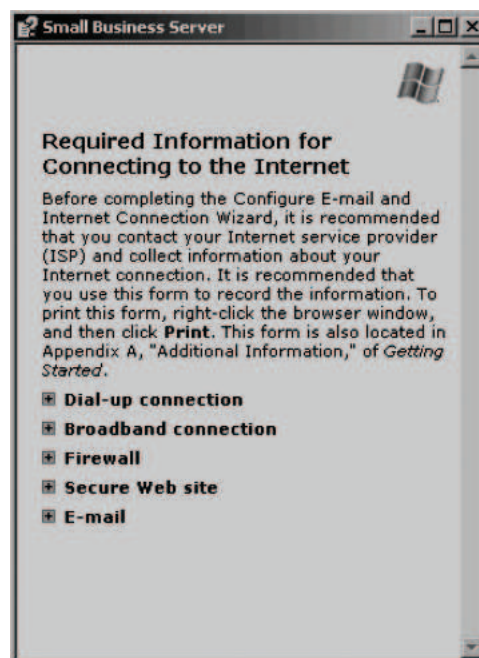 Small Business Server
Required Information for
Connecting to the Internet
Before completing the Configure E-mail and
Internet Connection Wizard, it is recommended
that you contact your Internet service provider
(ISP) and collect information about your
Internet connection. It is recommended that
you use this form to record the information. To
print this form, right-click the browser window,
and then click Print. This form is also located in
Appendix A, "Additional Information," of Getting
Started.
Dial-up connection
Broadband connection
Firewall
Secure Web site
E-mail